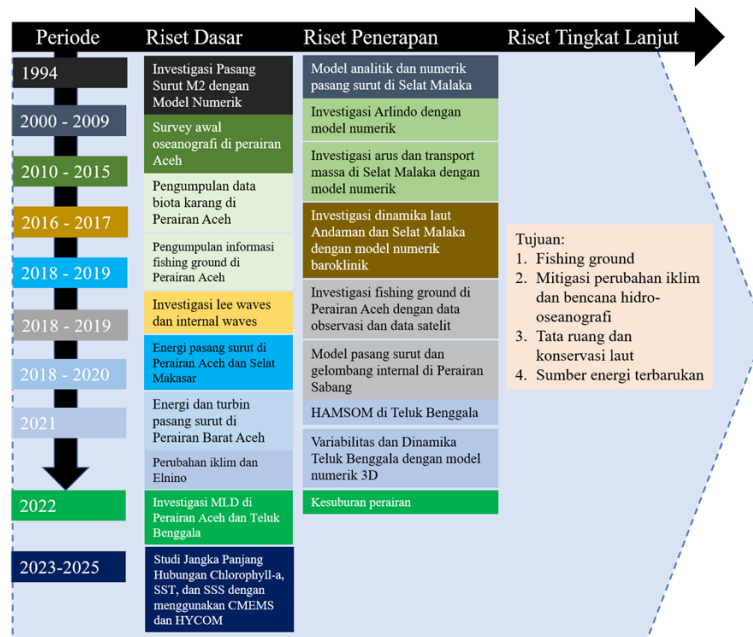 Periode
Riset Dasar
Riset Penerapan
Riset Tingkat Lanjut
1994
2000 - 2009
2010 - 2015
2016 - 2017
2018 - 2019
2018 - 2019
2018 - 2020
2021
2022
2023-2025
Investigasi Pasang
Surut M2 dengan
Model Numerik
Survey awal
oseanografi di perairan
Aceh
Pengumpulan data
biota karang di
Perairan Aceh
Pengumpulan informasi
fishing ground di
Perairan Aceh
Investigasi lee waves
dan internal waves
Energi pasang surut di
Perairan Aceh dan Selat
Makasar
Energi dan turbin
pasang surut di
Perairan Barat Aceh
Perubahan iklim dan
Elnino
Investigasi MLD di
Perairan Aceh dan Teluk
Benggala
Studi Jangka Panjang
Hubungan Chlorophyll-a,
SST, dan SSS dengan
menggunakan CMEMS
dan HYCOM
Model analitik dan numerik
pasang surut di Selat Malaka
Investigasi Arlindo dengan
model numerik
Investigasi arus dan transport
massa di Selat Malaka dengan
model numerik
Investigasi dinamika laut
Andaman dan Selat Malaka
dengan model numerik
baroklinik
Investigasi fishing ground di
Perairan Aceh dengan data
observasi dan data satelit
Model pasang surut dan
gelombang internal di Perairan
Sabang
HAMSOM di Teluk Benggala
Variabilitas dan Dinamika
Teluk Benggala dengan model
numerik 3D
Kesuburan perairan
Tujuan:
1. Fishing ground
2. Mitigasi perubahan iklim
dan bencana hidro-
oseanografi
3. Tata ruang dan
konservasi laut
4. Sumber energi terbarukan